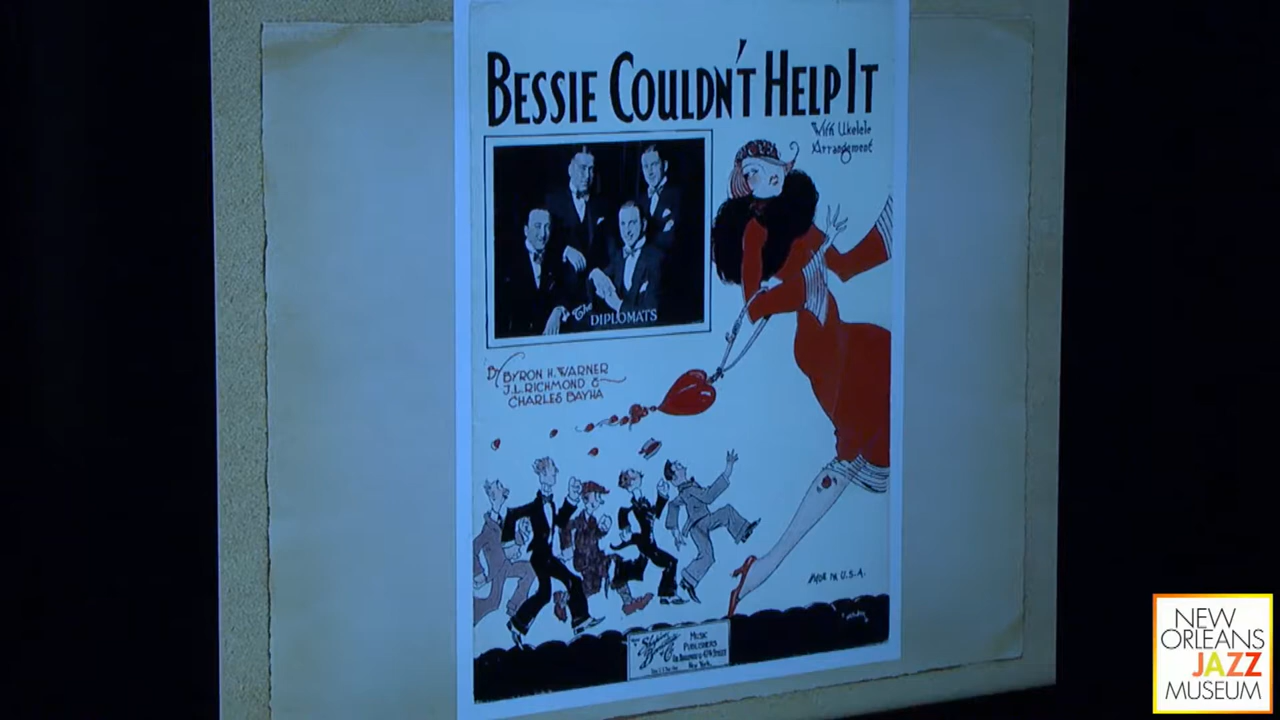 BESSIE COULDN'T HELP IT
With Ukelele
Arrangement
The DIPLOMATS
By BYRON H. WARNER
J.L. RICHMOND &
CHARLES BAYHA
MADE IN U.S.A.
MUSIC
PUBLISHERS
New York
NEW
ORLEANS
JAZZ
MUSEUM